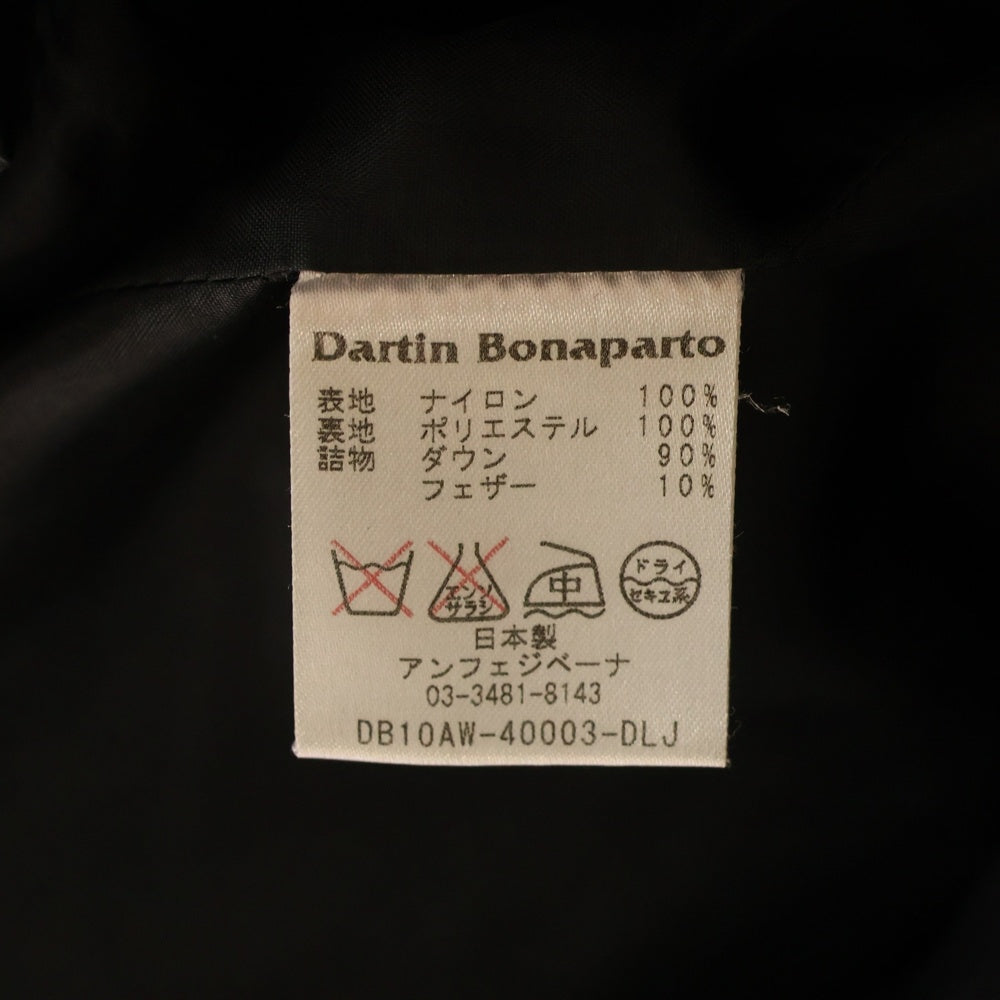 Dartin Bonaparto
表地 ナイロン 100%
裏地 ポリエステル 100%
詰物 ダウン 90%
フェザー 10%
エンソ
サラシ
中
ドライ
セキユ系
日本製
アンフェジベーナ
03-3481-8143
DB10AW-40003-DLJ